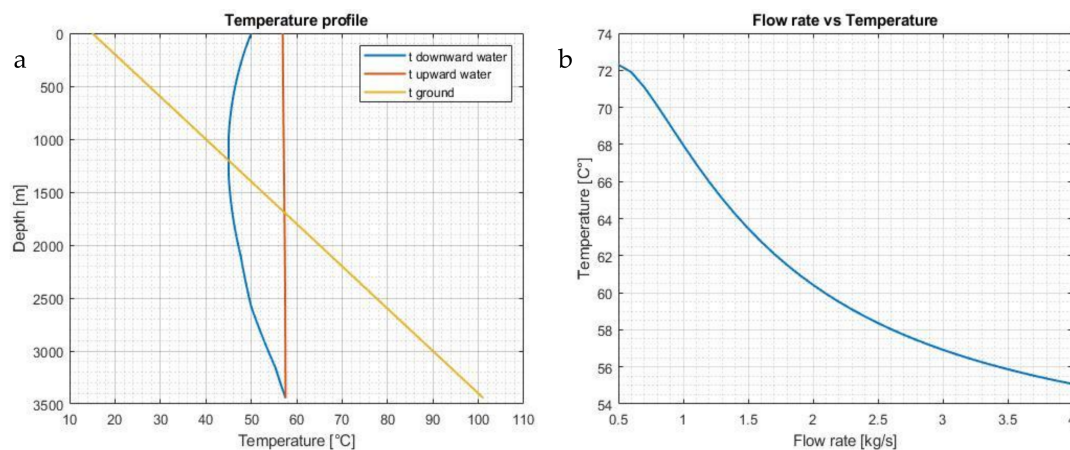 a
Temperature profile
0
500
1000
1500
2000
2500
3000
3500
Depth [m]
10 20 30 40 50 60 70 80 90 100 110
Temperature [°C]
t downward water
t upward water
t ground
b
Flow rate vs Temperature
74
72
70
68
66
64
62
60
58
56
54
Temperature [C°]
0.5 1 1.5 2 2.5 3 3.5 4
Flow rate [kg/s]